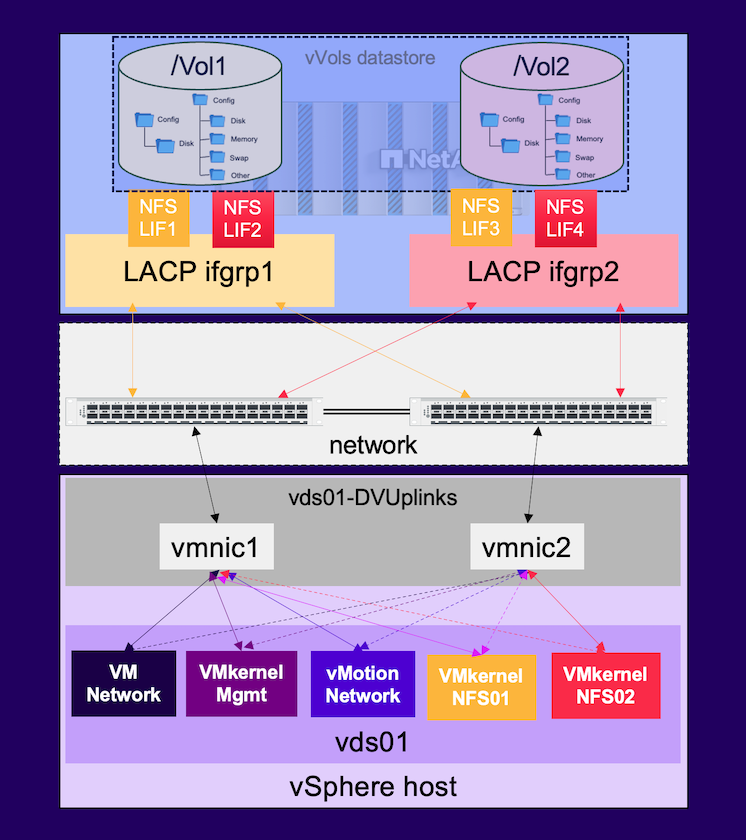 vVols datastore
/Vol1
/Vol2
Config
Config
Disk
Disk
Memory
Swap
Other
Config
Config
Disk
Disk
Memory
Swap
Other
NFS
LIF1
NFS
LIF2
NFS
LIF3
NFS
LIF4
LACP ifgrp1
LACP ifgrp2
network
vds01-DVUplinks
vmnic1
vmnic2
VM
Network
VMkernel
Mgmt
vMotion
Network
VMkernel
NFS01
VMkernel
NFS02
vds01
vSphere host